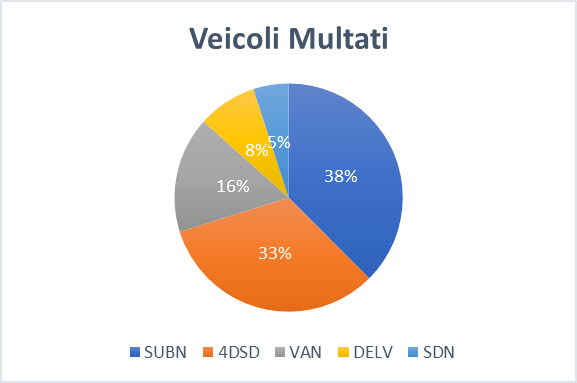 Veicoli Multati
5%
8%
38%
16%
33%
SUBN 4DSD VAN DELV SDN